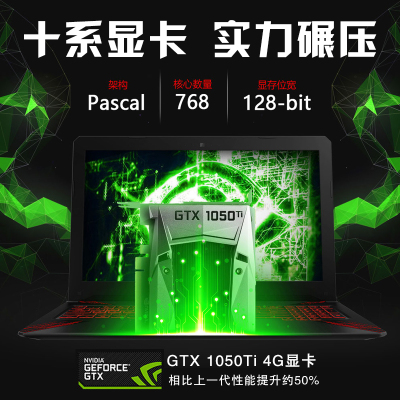 十系显卡 实力碾压
架构 核心数量 显存位宽
Pascal 768 128-bit
GTX 1050Ti
NVIDIA
GEFORCE
GTX
GTX 1050Ti 4G显卡
相比上一代性能提升约50%